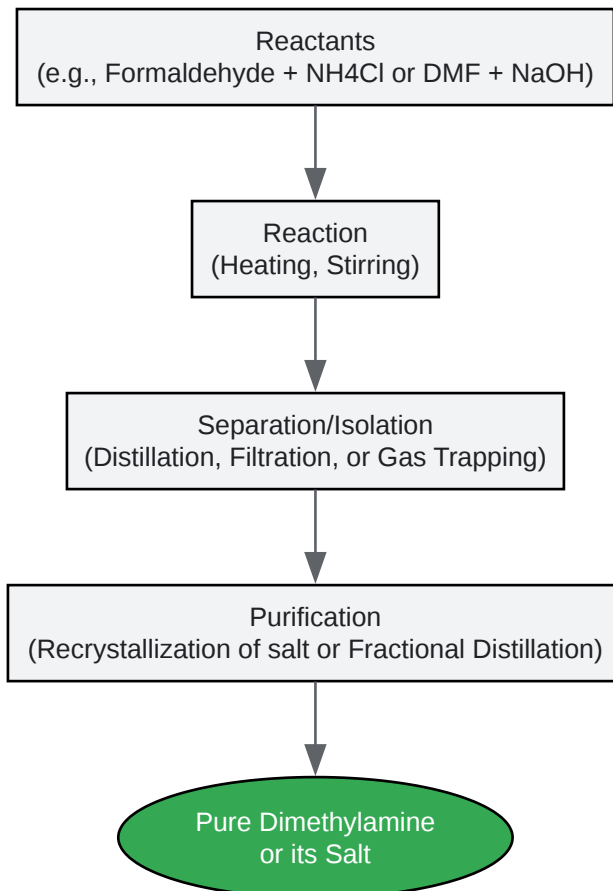 Reactants
(e.g., Formaldehyde + NH4Cl or DMF + NaOH)
Reaction
(Heating, Stirring)
Separation/Isolation
(Distillation, Filtration, or Gas Trapping)
Purification
(Recrystallization of salt or Fractional Distillation)
Pure Dimethylamine
or its Salt